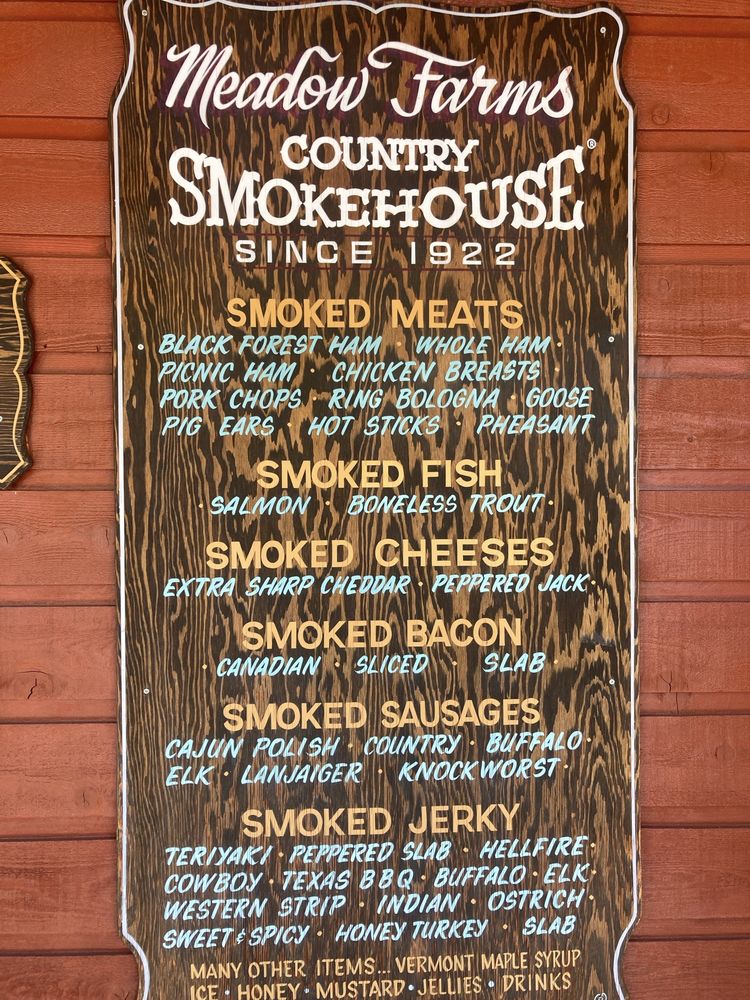 Meadow Farms
COUNTRY
SMOKEHOUSE®
SINCE 1922
SMOKED MEATS
BLACK FOREST HAM · WHOLE HAM ·
PICNIC HAM · CHICKEN BREASTS ·
PORK CHOPS · RING BOLOGNA · GOOSE
PIG EARS · HOT STICKS · PHEASANT
SMOKED FISH
· SALMON · BONELESS TROUT ·
SMOKED CHEESES
EXTRA SHARP CHEDDAR · PEPPERED JACK ·
SMOKED BACON
· CANADIAN · SLICED · SLAB ·
SMOKED SAUSAGES
CAJUN POLISH · COUNTRY · BUFFALO ·
ELK · LANJAIGER · KNOCKWORST ·
SMOKED JERKY
TERIYAKI · PEPPERED SLAB · HELLFIRE ·
COWBOY · TEXAS B B Q · BUFFALO · ELK ·
WESTERN STRIP · INDIAN · OSTRICH ·
SWEET & SPICY · HONEY TURKEY · SLAB
MANY OTHER ITEMS... VERMONT MAPLE SYRUP
ICE · HONEY · MUSTARD · JELLIES · DRINKS